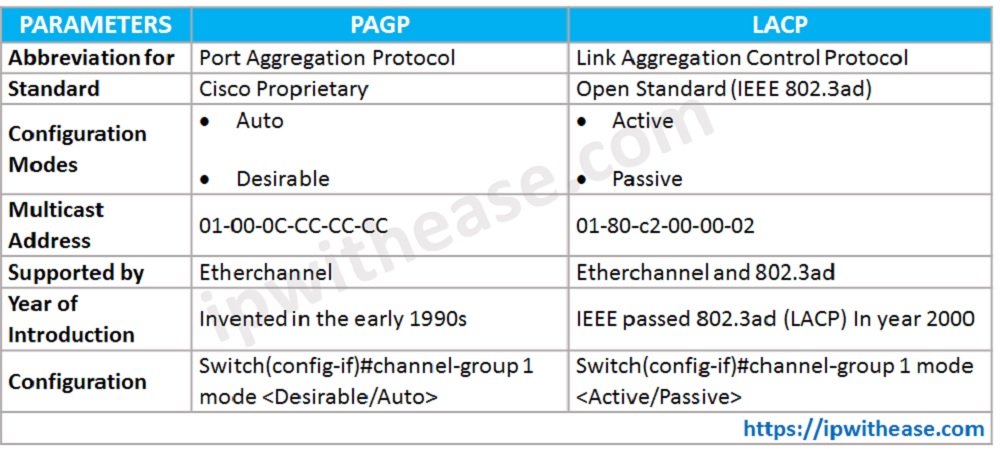 PARAMETERS PAGP LACP
Abbreviation for Port Aggregation Protocol Link Aggregation Control Protocol
Standard Cisco Proprietary Open Standard (IEEE 802.3ad)
Configuration Modes
• Auto
• Desirable
• Active
• Passive
Multicast Address 01-00-0C-CC-CC-CC 01-80-c2-00-00-02
Supported by Etherchannel Etherchannel and 802.3ad
Year of Introduction Invented in the early 1990s IEEE passed 802.3ad (LACP) In year 2000
Configuration
Switch(config-if)#channel-group 1
mode <Desirable/Auto>
Switch(config-if)#channel-group 1 mode
<Active/Passive>
https://ipwithease.com
ipwithease.com